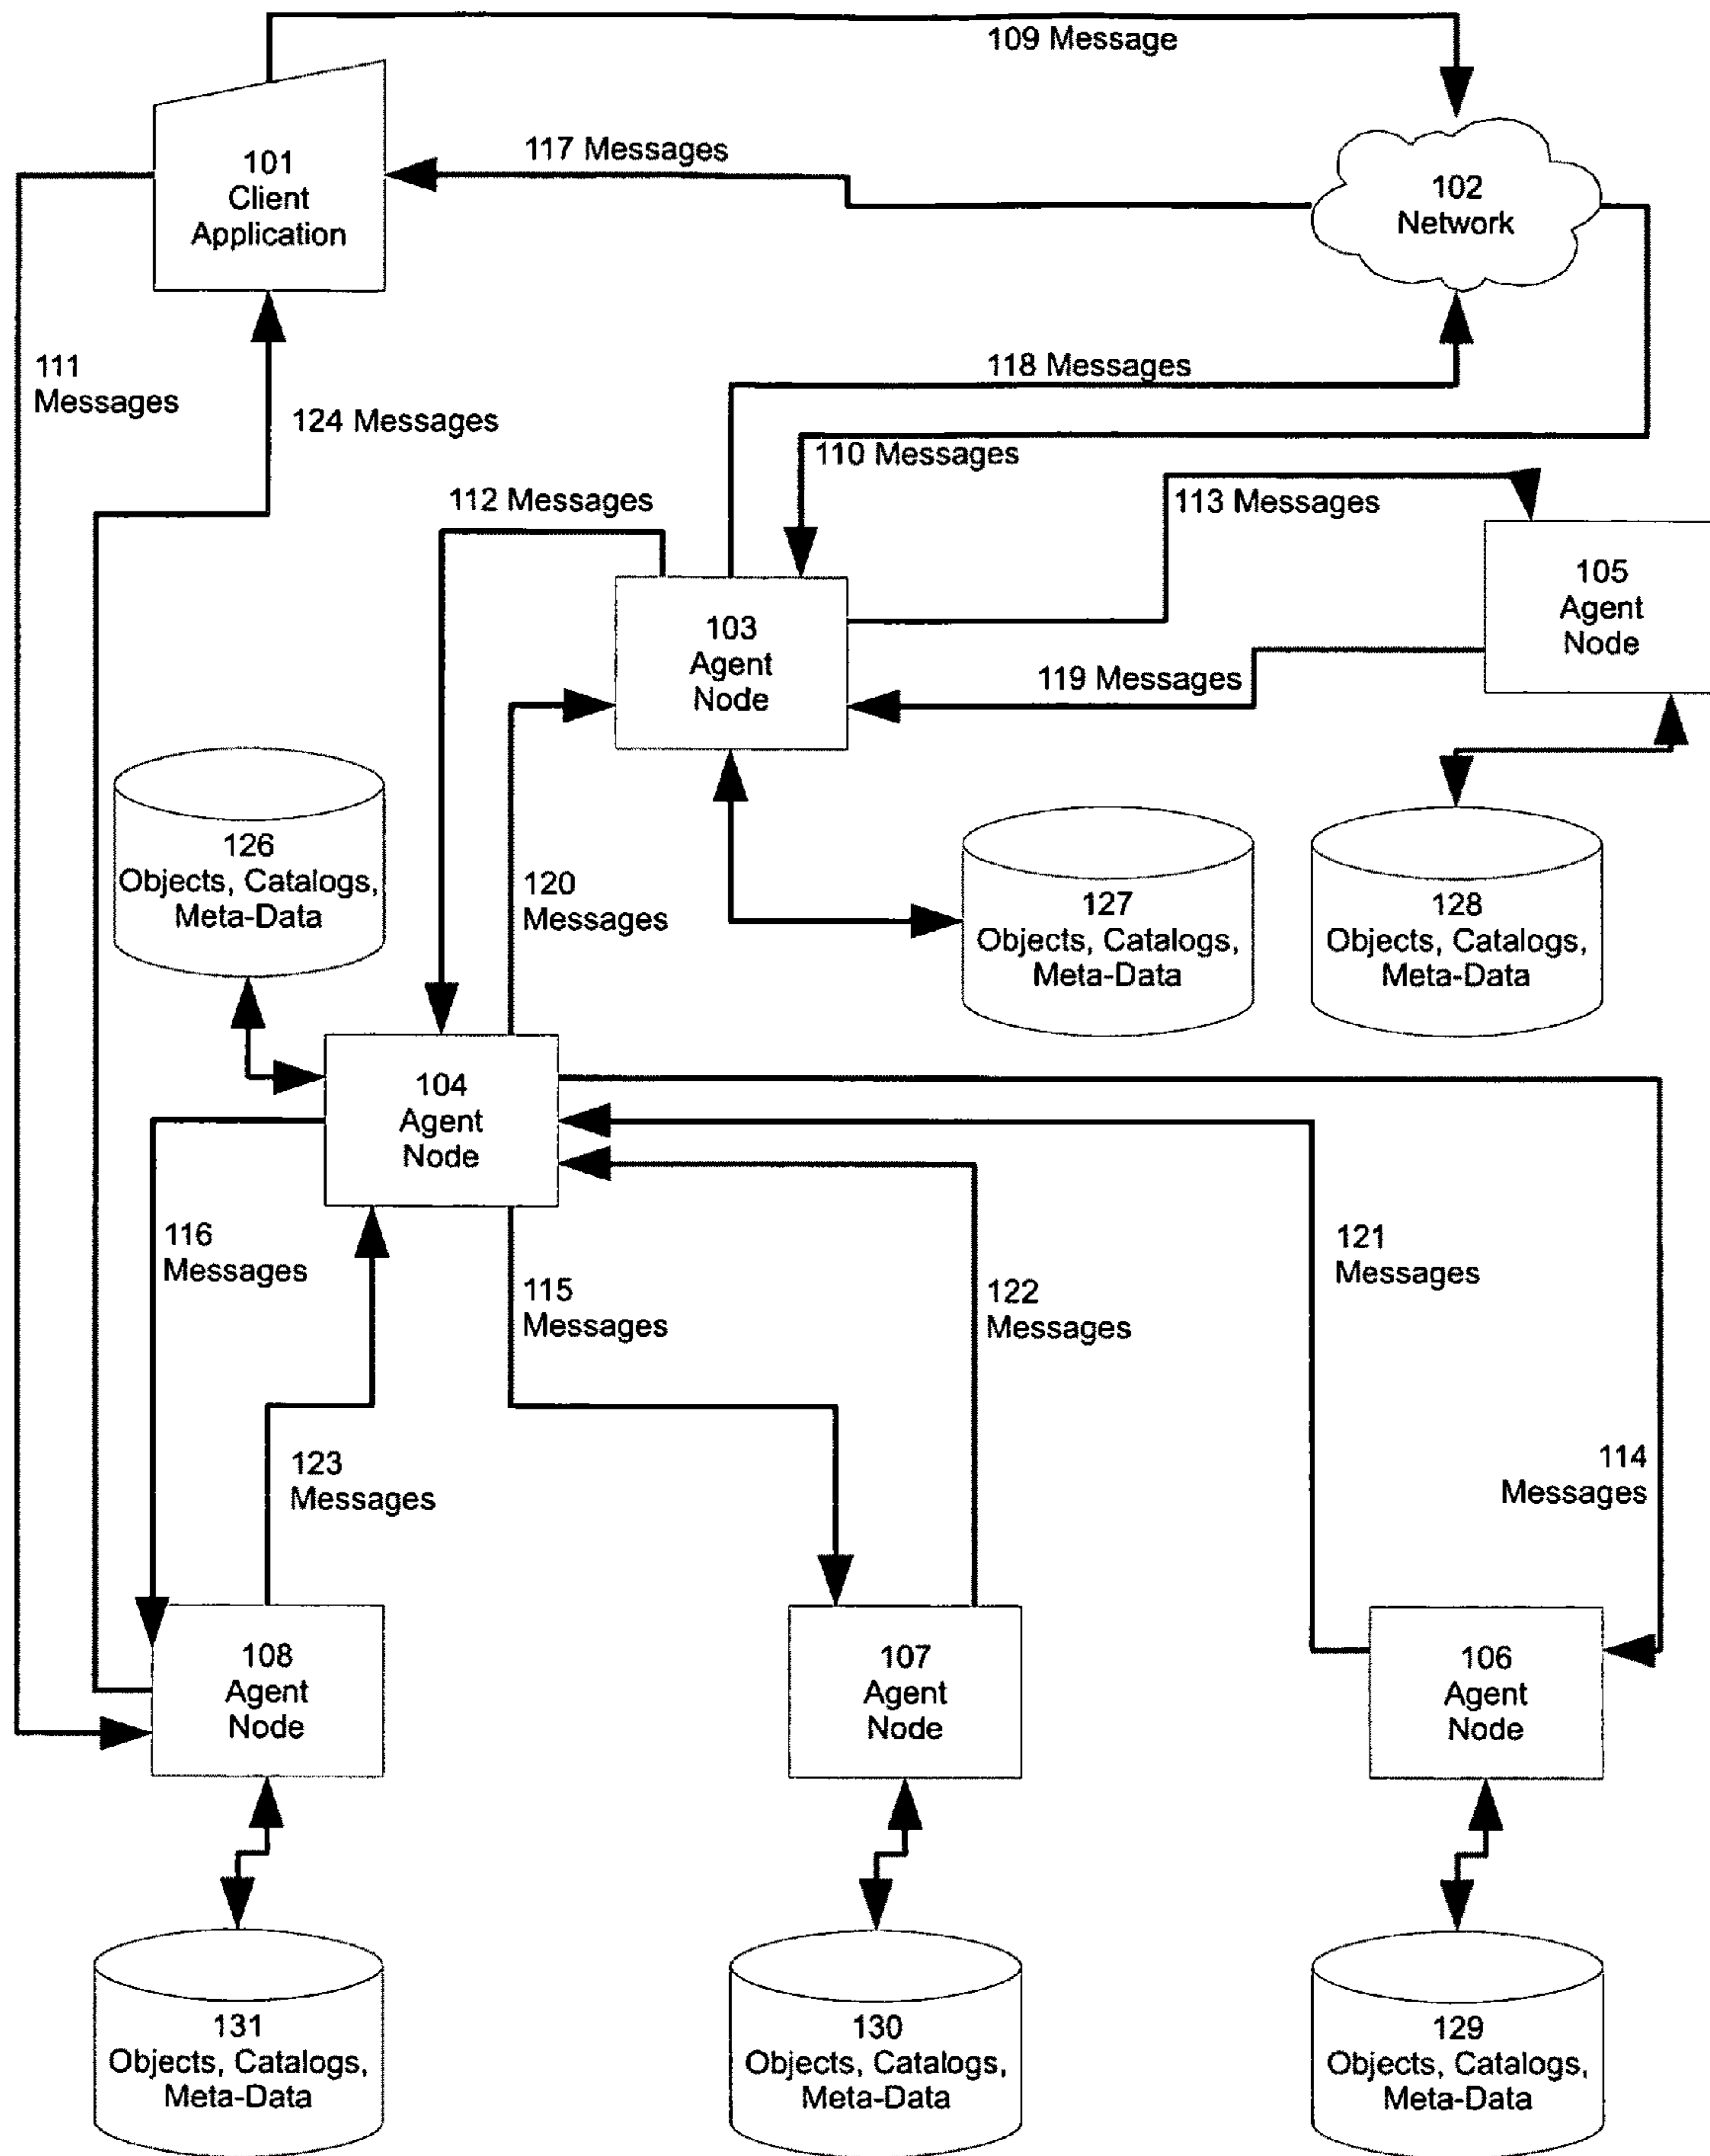 109 Message
101
Client
Application
117 Messages
102
Network
111
Messages
124 Messages
118 Messages
110 Messages
112 Messages
113 Messages
103
Agent
Node
105
Agent
Node
119 Messages
126
Objects, Catalogs,
Meta-Data
120
Messages
127
Objects, Catalogs,
Meta-Data
128
Objects, Catalogs,
Meta-Data
104
Agent
Node
116
Messages
115
Messages
122
Messages
121
Messages
123
Messages
114
Messages
108
Agent
Node
107
Agent
Node
106
Agent
Node
131
Objects, Catalogs,
Meta-Data
130
Objects, Catalogs,
Meta-Data
129
Objects, Catalogs,
Meta-Data